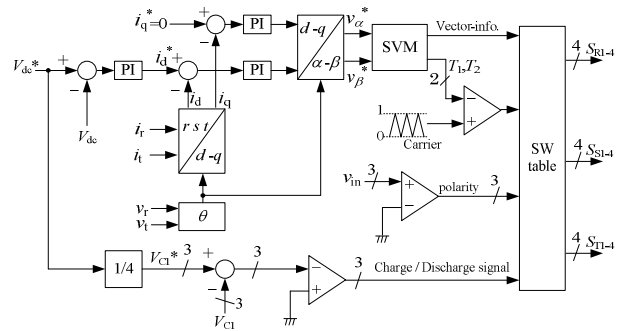 i_q*=0
+
−
PI
d-q
α-β
v_α*
v_β*
SVM
Vector-info.
T₁,T₂
2
4
S_R1-4
V_dc*
+
−
PI
i_d*
+
−
PI
V_dc
i_d
i_q
i_r
i_t
r s t
d-q
1
0
Carrier
−
+
SW
table
4
S_S1-4
v_in
3
+
−
polarity
3
v_r
v_t
θ
4
S_T1-4
1/4
V_C1*
3
+
−
3
−
+
3
Charge / Discharge signal
3
V_C1